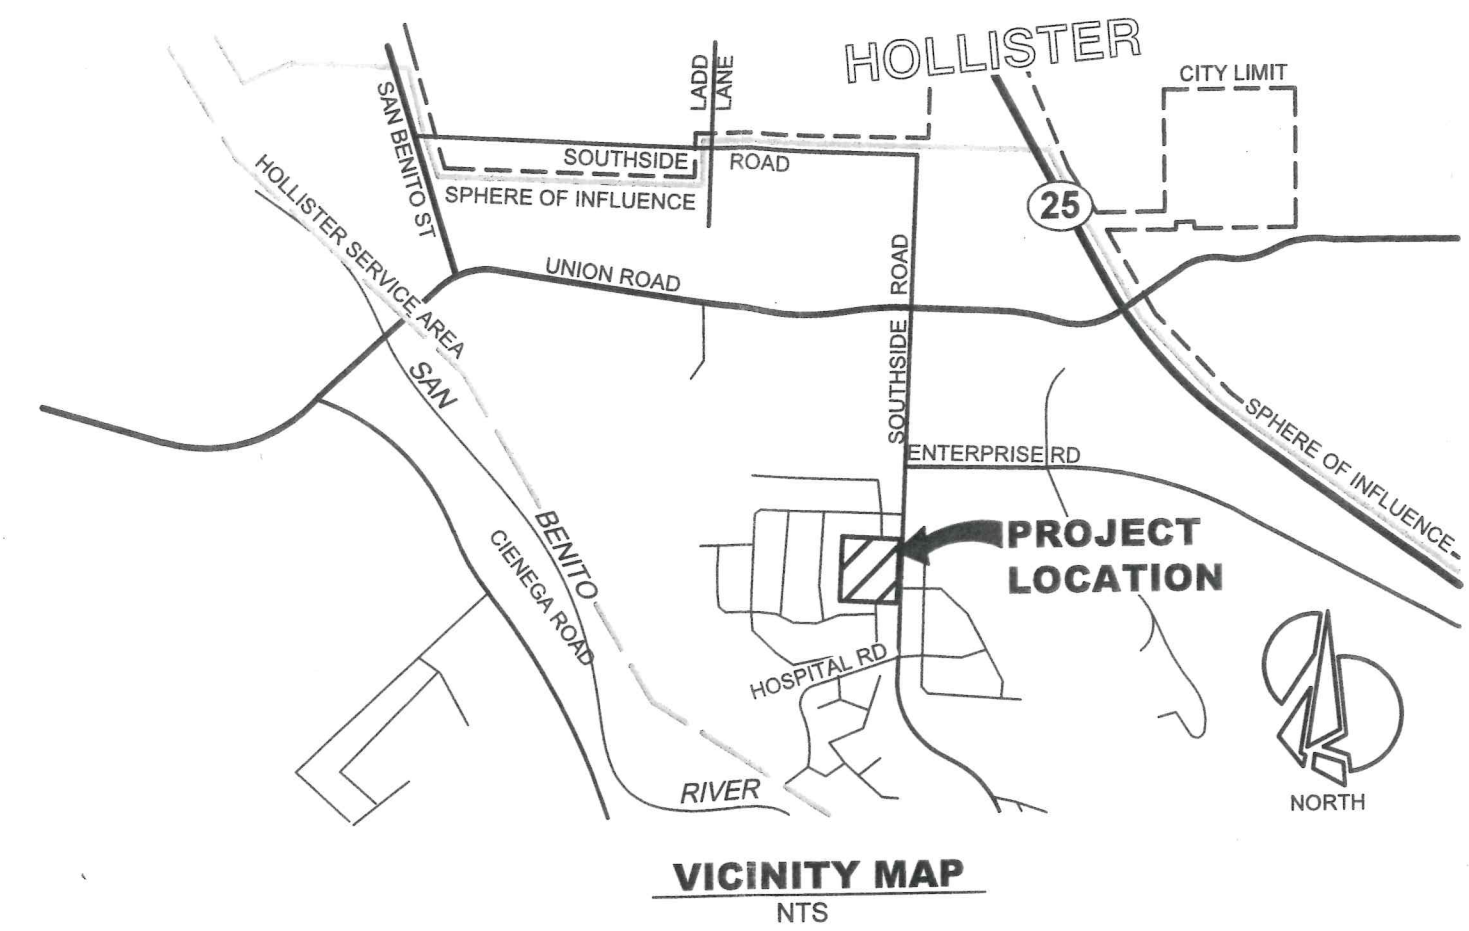 HOLLISTER
CITY LIMIT
LADD
LANE
SAN BENITO ST
SOUTHSIDE
ROAD
SPHERE OF INFLUENCE
25
HOLLISTER SERVICE AREA
UNION ROAD
SOUTHSIDE ROAD
SAN
BENITO
RIVER
ENTERPRISE RD
SPHERE OF INFLUENCE
CIENEGA ROAD
PROJECT
LOCATION
HOSPITAL RD
NORTH
VICINITY MAP
NTS